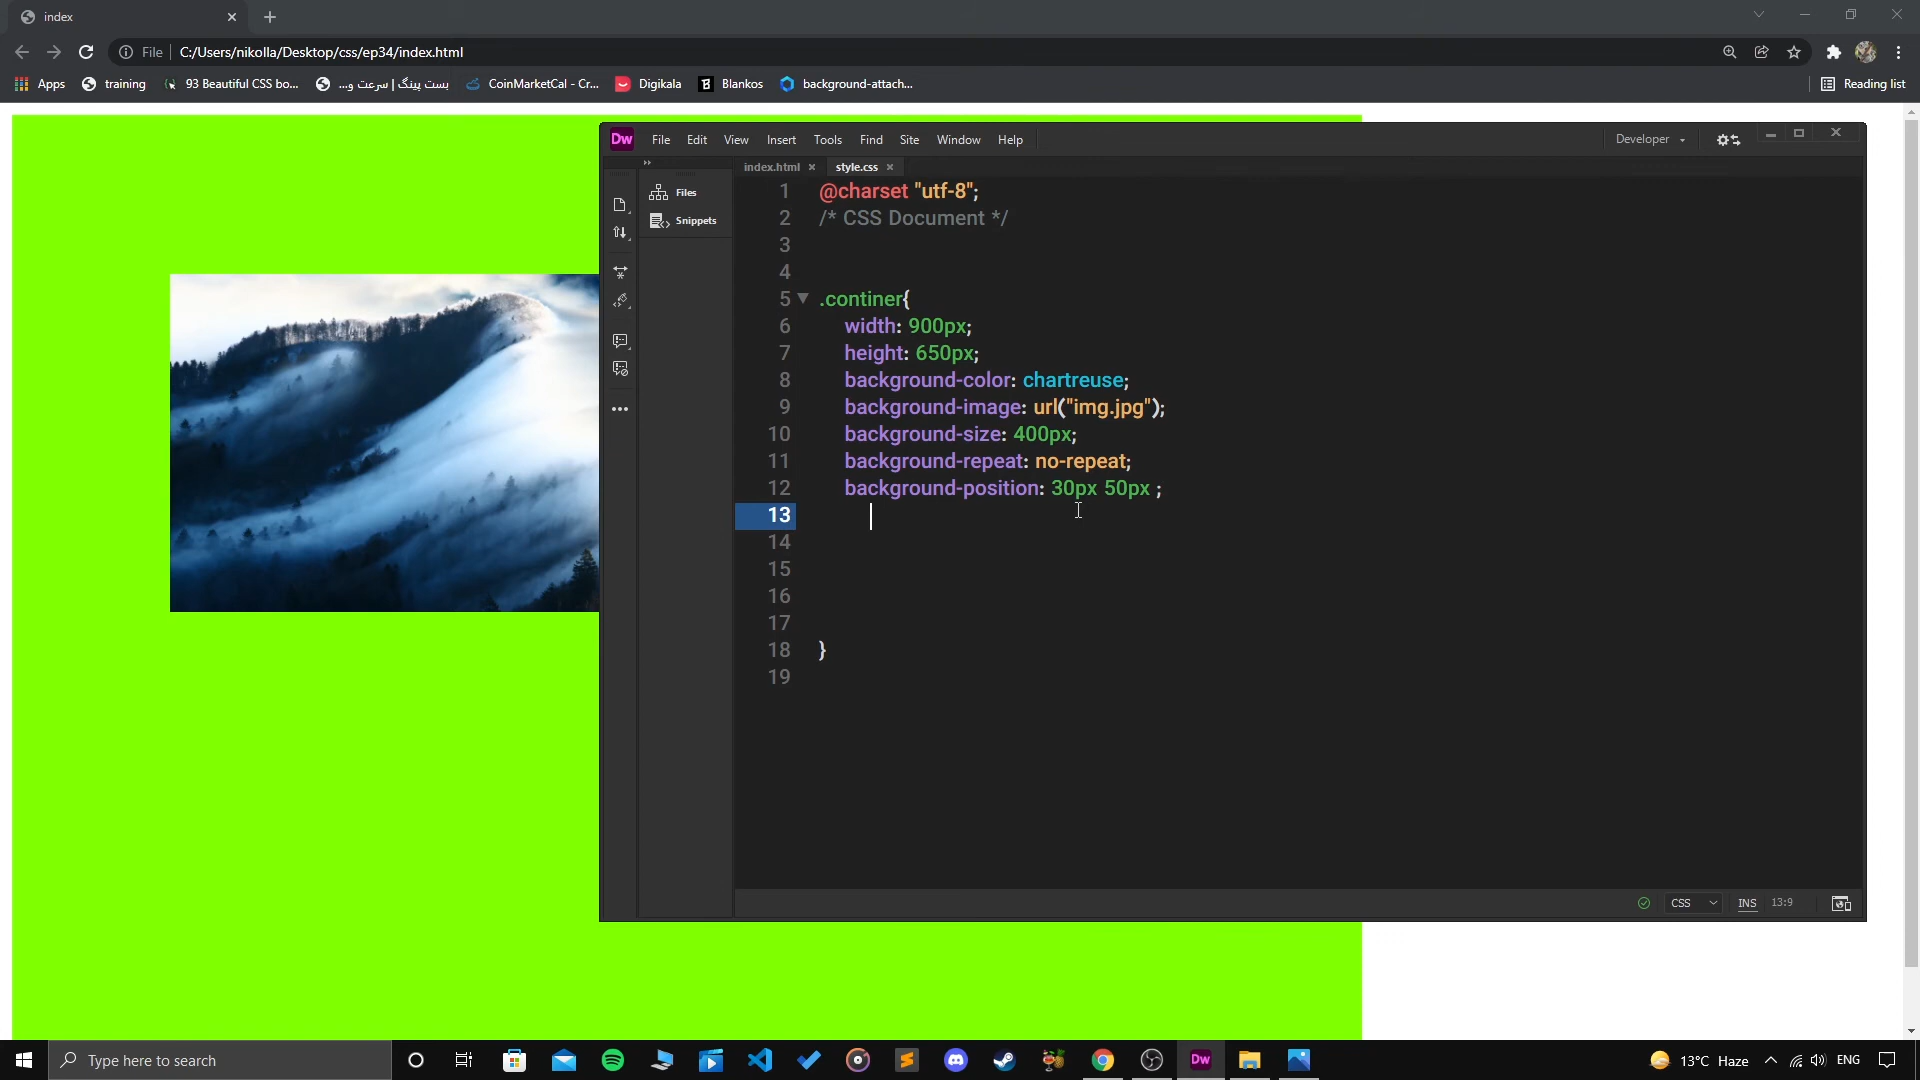 index
File C:/Users/nikolla/Desktop/css/ep34/index.html
Apps training 93 Beautiful CSS bo... بست پینگ | سرعت و... CoinMarketCal - Cr... Digikala Blankos background-attach... Reading list
Dw File Edit View Insert Tools Find Site Window Help Developer
index.html style.css
Files
Snippets
1 @charset "utf-8";
2 /* CSS Document */
3
4
5 .continer{
6 width: 900px;
7 height: 650px;
8 background-color: chartreuse;
9 background-image: url("img.jpg");
10 background-size: 400px;
11 background-repeat: no-repeat;
12 background-position: 30px 50px ;
13
14
15
16
17
18 }
19
CSS INS 13:9
Type here to search Dw 13°C Haze ENG